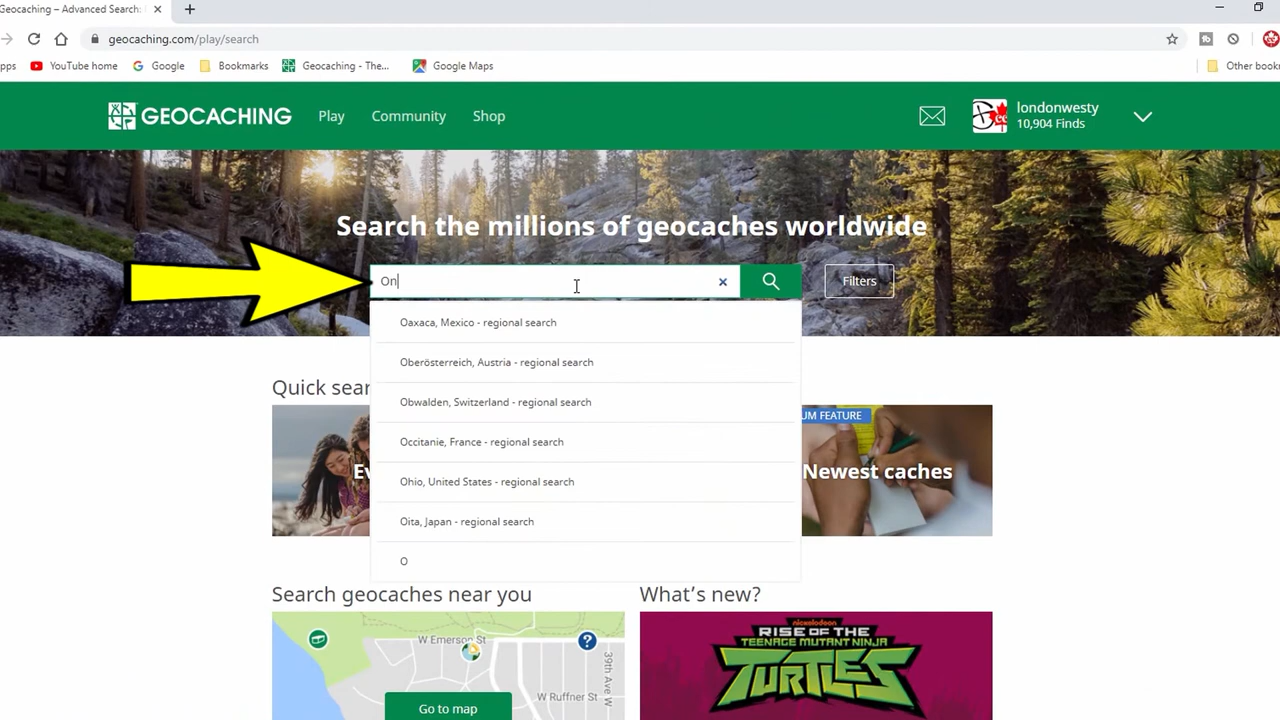 Geocaching – Advanced Search:
geocaching.com/play/search
pps
YouTube home
Google
Bookmarks
Geocaching - The...
Google Maps
Other book
GEOCACHING
Play
Community
Shop
londonwesty
10,904 Finds
Search the millions of geocaches worldwide
On
Filters
Oaxaca, Mexico - regional search
Oberösterreich, Austria - regional search
Obwalden, Switzerland - regional search
Occitanie, France - regional search
Ohio, United States - regional search
Oita, Japan - regional search
O
Quick sear
Ev
UM FEATURE
Newest caches
Search geocaches near you
What's new?
W Emerson St
39th Ave W
W Ruffner St
Go to map
nickelodeon
RISE OF THE
TEENAGE MUTANT NINJA
TURTLES